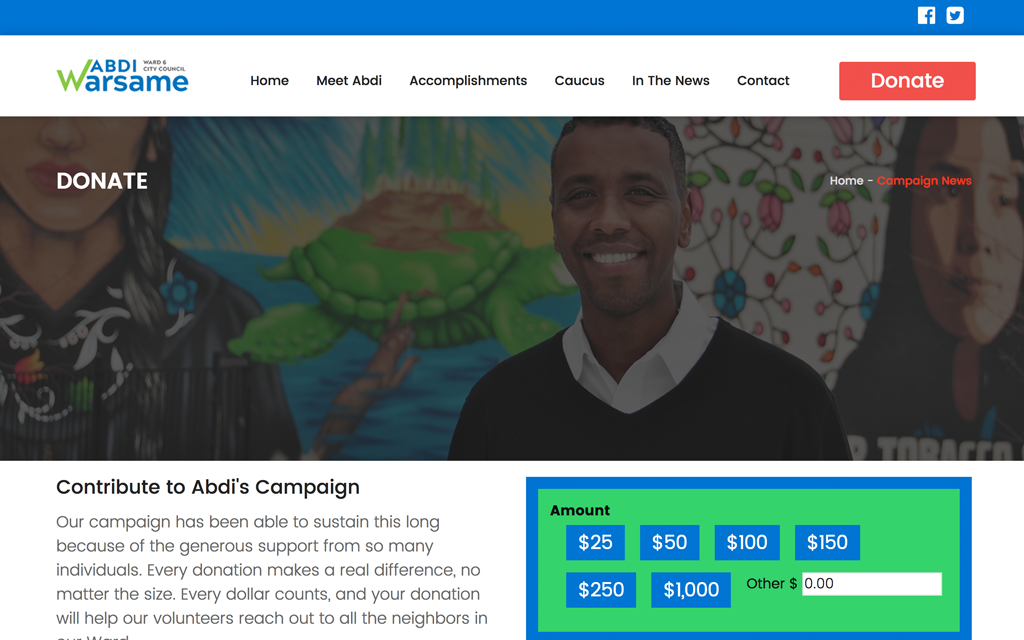 ABDI WARD 6
CITY COUNCIL
Warsame
Home
Meet Abdi
Accomplishments
Caucus
In The News
Contact
Donate
DONATE
Home - Campaign News
R TOBACCO
Contribute to Abdi's Campaign
Our campaign has been able to sustain this long
because of the generous support from so many
individuals. Every donation makes a real difference, no
matter the size. Every dollar counts, and your donation
will help our volunteers reach out to all the neighbors in
our Ward.
Amount
$25
$50
$100
$150
$250
$1,000
Other $ 0.00